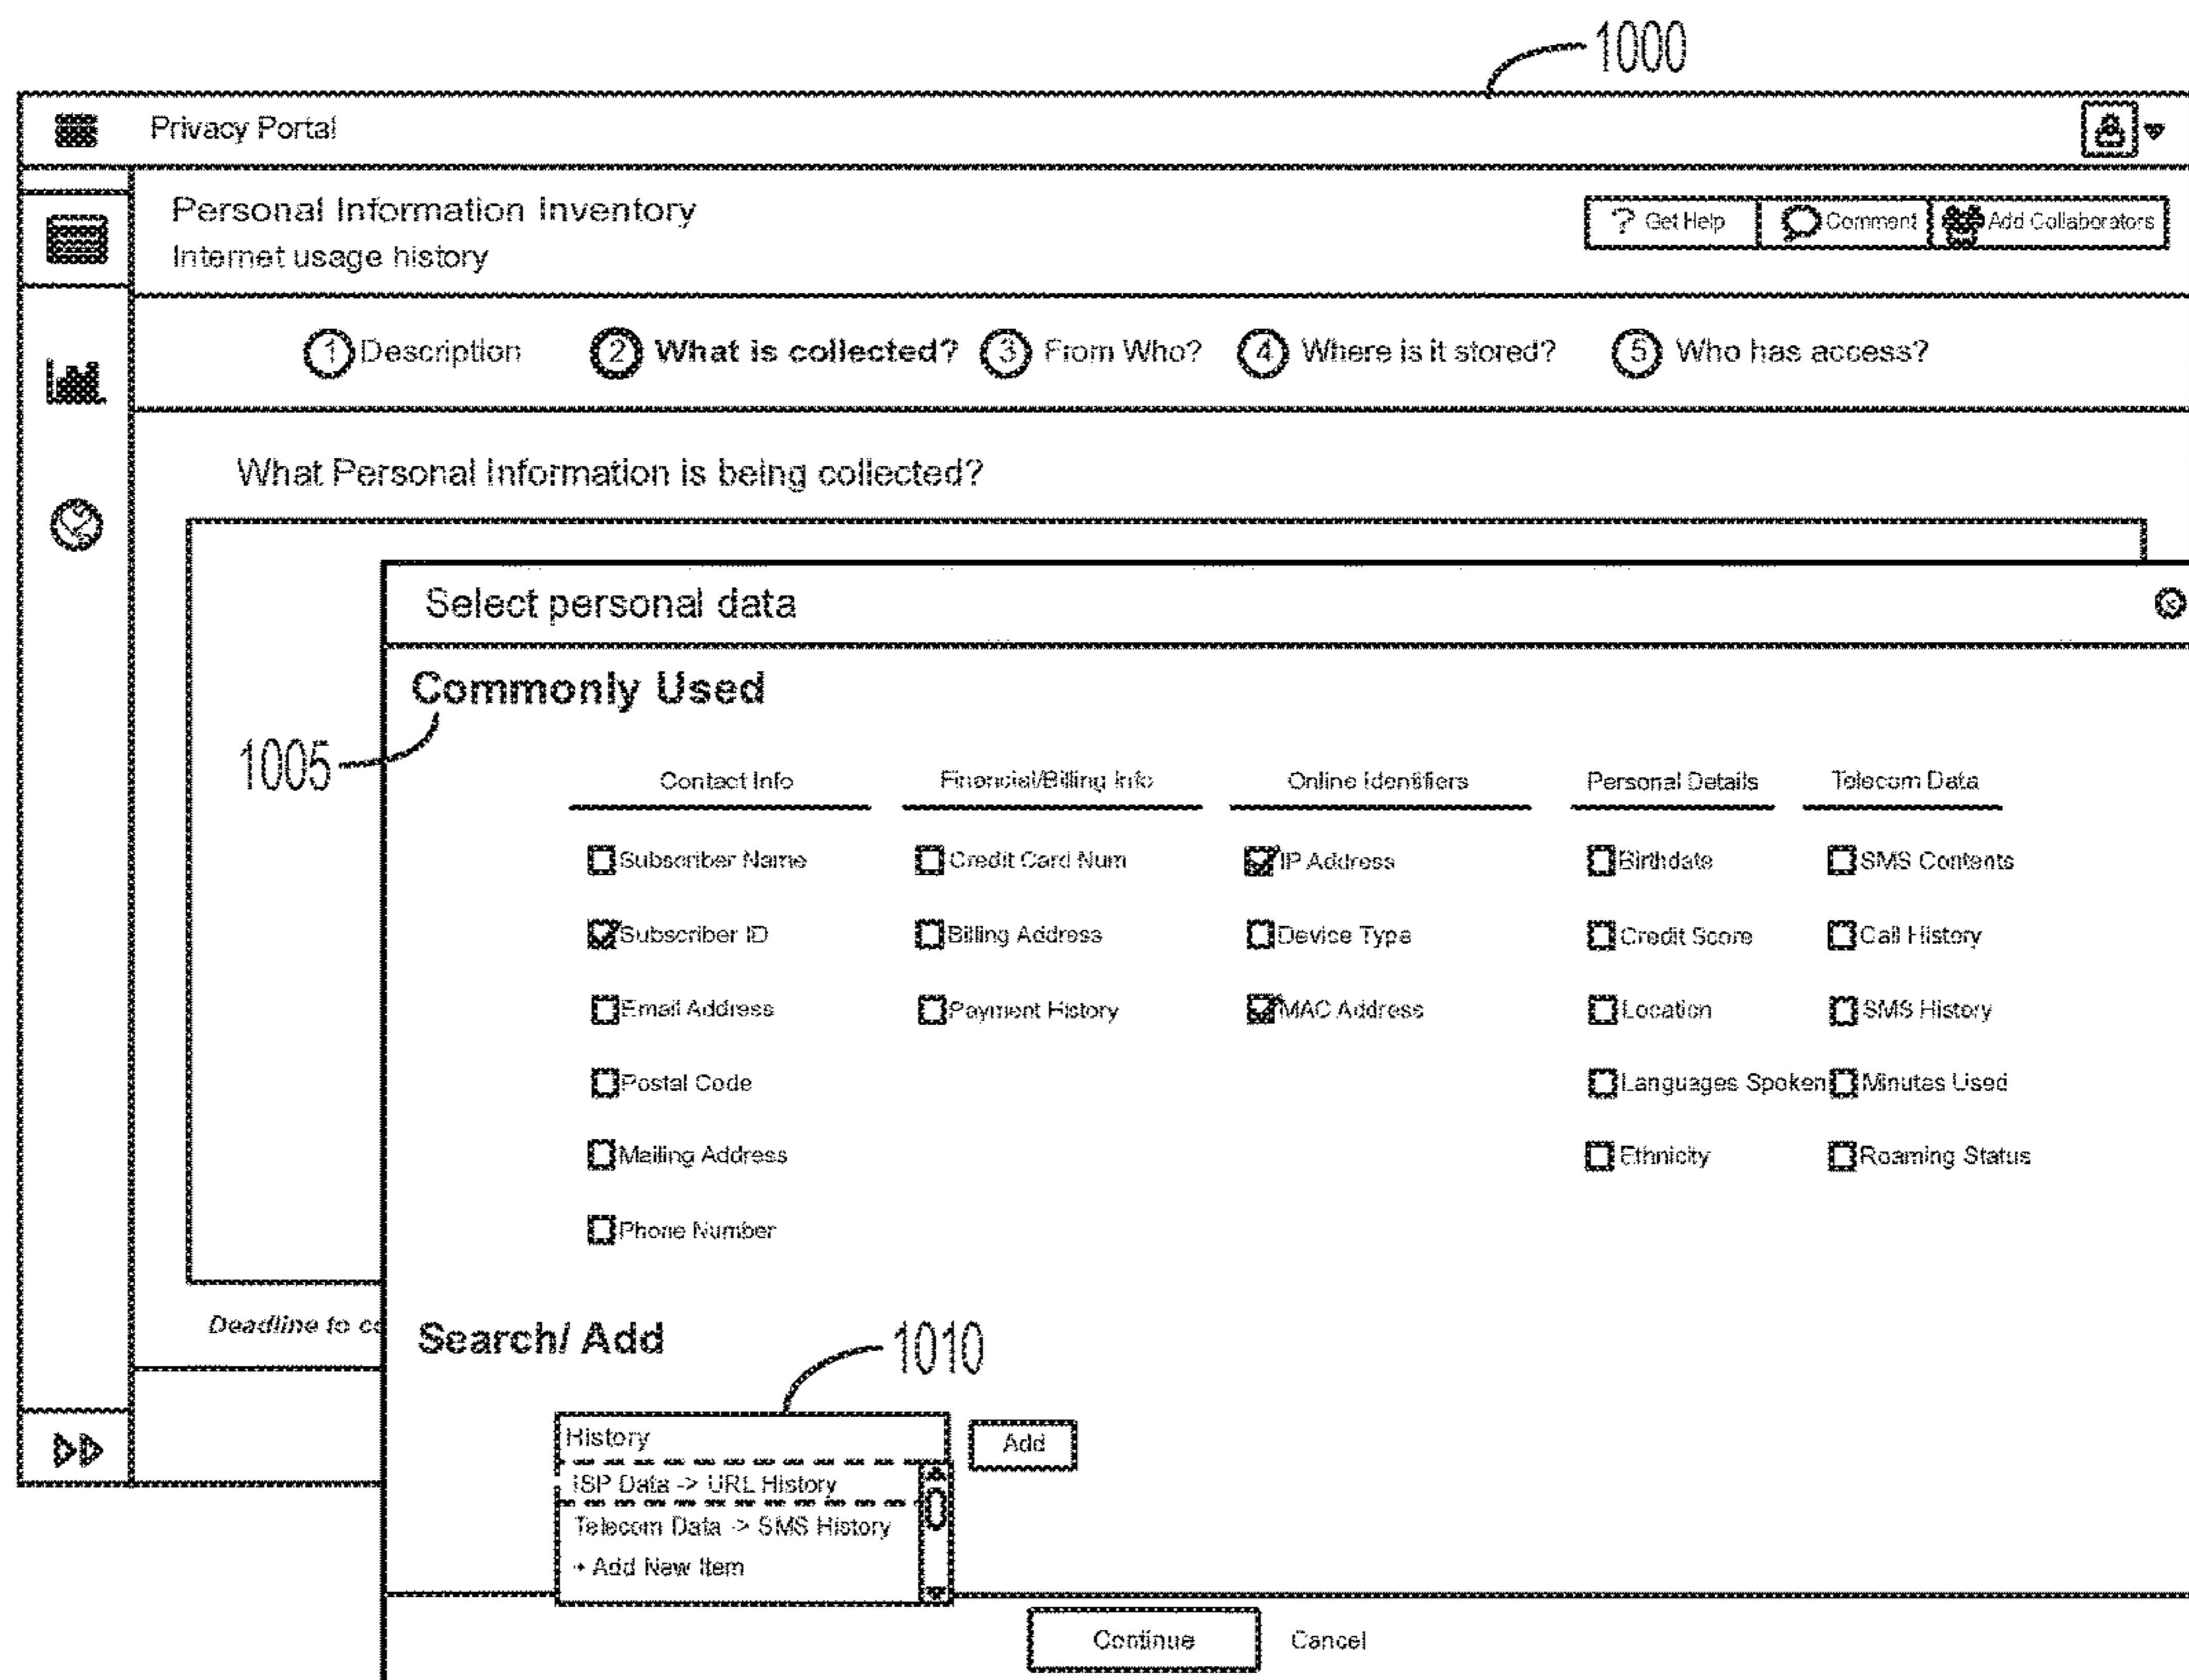 1000
Privacy Portal
Personal Information Inventory
Internet usage history
? Get Help Comment Add Collaborators
1 Description 2 What is collected? 3 From Who? 4 Where is it stored? 5 Who has access?
What Personal Information is being collected?
Select personal data
Commonly Used
1005
Contact Info Financial/Billing Info Online Identifiers Personal Details Telecom Data
Subscriber Name Credit Card Num IP Address Birthdate SMS Contents
Subscriber ID Billing Address Device Type Credit Score Call History
Email Address Payment History MAC Address Location SMS History
Postal Code Languages Spoken Minutes Used
Mailing Address Ethnicity Roaming Status
Phone Number
Deadline to
Search/ Add
1010
History Add
ISP Data -> URL History
Telecom Data -> SMS History
+ Add New Item
Continue Cancel